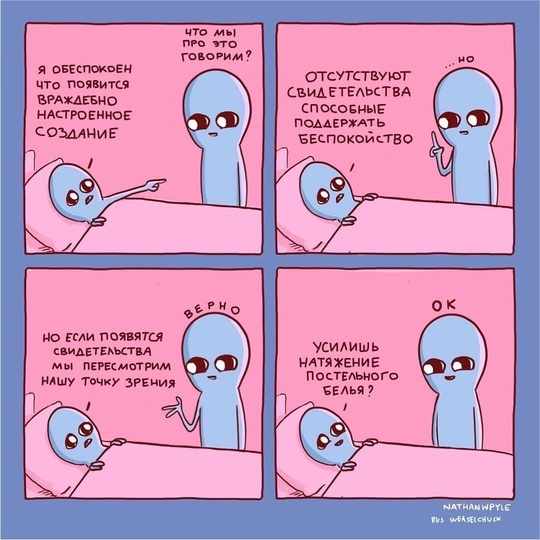 Я ОБЕСПОКОЕН
ЧТО ПОЯВИТСЯ
ВРАЖДЕБНО
НАСТРОЕННОЕ
СОЗДАНИЕ
ЧТО МЫ
ПРО ЭТО
ГОВОРИМ?
ОТСУТСТВУЮТ
СВИДЕТЕЛЬСТВА
СПОСОБНЫЕ
ПОДДЕРЖАТЬ
БЕСПОКОЙСТВО
...НО
НО ЕСЛИ ПОЯВЯТСЯ
СВИДЕТЕЛЬСТВА
МЫ ПЕРЕСМОТРИМ
НАШУ ТОЧКУ ЗРЕНИЯ
ВЕРНО
УСИЛИШЬ
НАТЯЖЕНИЕ
ПОСТЕЛЬНОГО
БЕЛЬЯ?
ОК
NATHANWPYLE
RUS WEASELCHUCK